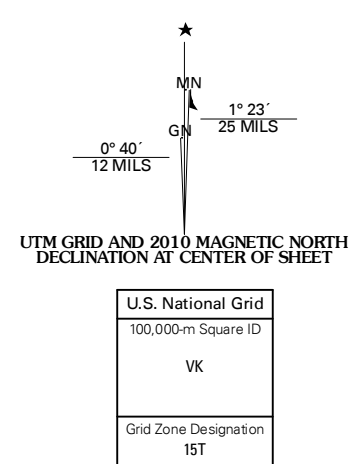 MN
1° 23´
25 MILS
GN
0° 40´
12 MILS
UTM GRID AND 2010 MAGNETIC NORTH
DECLINATION AT CENTER OF SHEET
U.S. National Grid
100,000-m Square ID
VK
Grid Zone Designation
15T